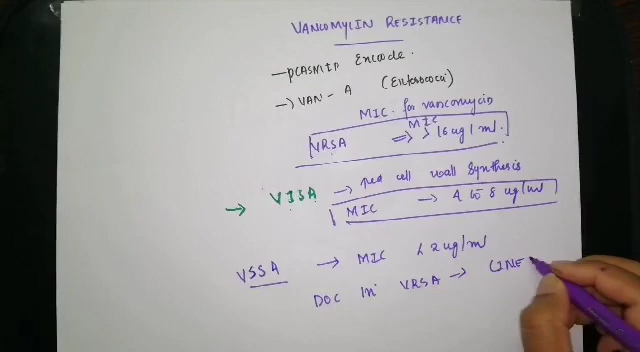 VANCOMYCIN RESISTANCE
— PLASMID Encode.
→ VAN - A (Enterococci)
MIC for vancomycin
MIC
VRSA ⇒ > 16 ug/ml.
→ VISA → cell wall Synthesis
MIC → 4 to 8 ug/ml
VSSA → MIC < 2 ug/ml
DOC in VRSA → LINE